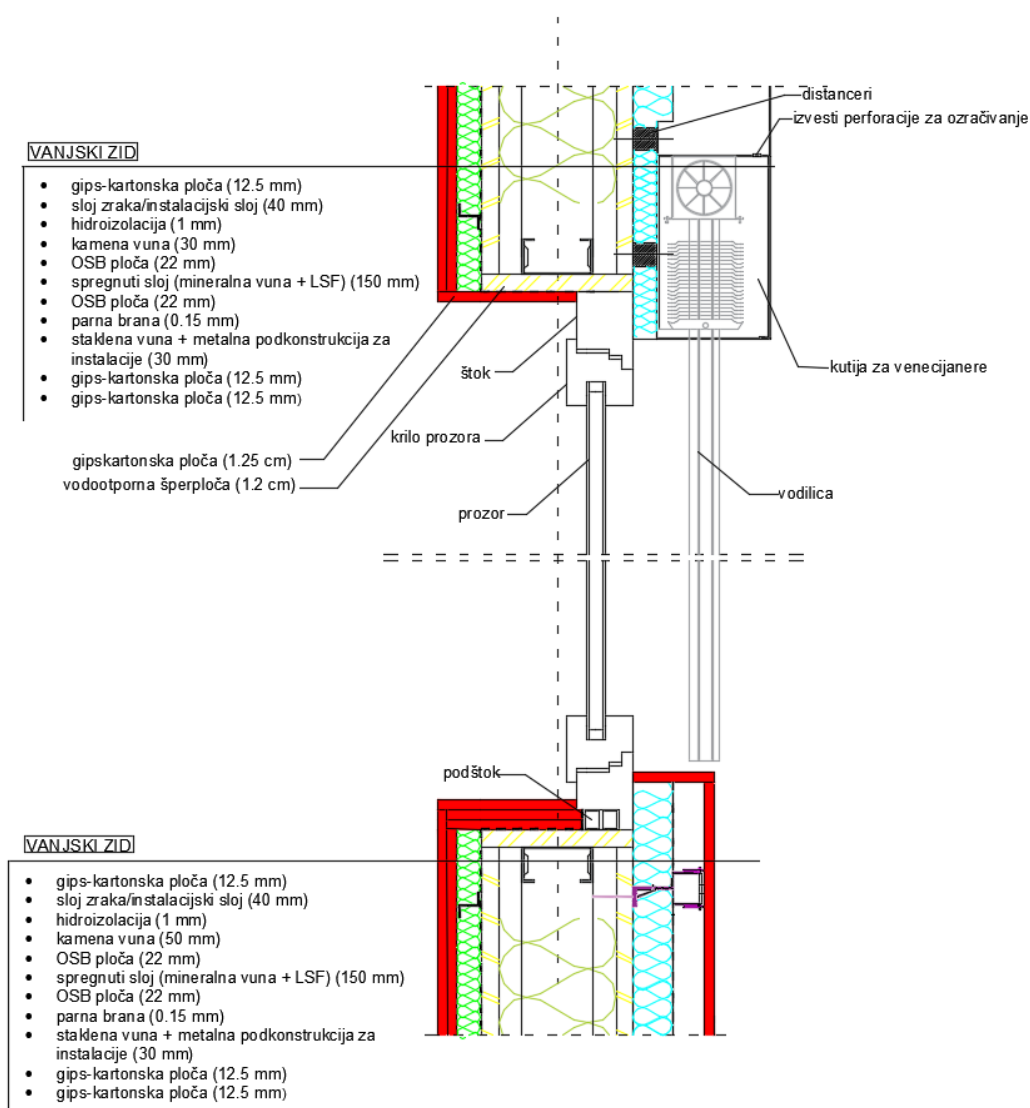 distanceri
izvesti perforacije za ozračivanje
VANJSKI ZID
• gips-kartonska ploča (12.5 mm)
• sloj zraka/instalacijski sloj (40 mm)
• hidroizolacija (1 mm)
• kamena vuna (30 mm)
• OSB ploča (22 mm)
• spregnuti sloj (mineralna vuna + LSF) (150 mm)
• OSB ploča (22 mm)
• parna brana (0.15 mm)
• staklena vuna + metalna podkonstrukcija za
instalacije (30 mm)
• gips-kartonska ploča (12.5 mm)
• gips-kartonska ploča (12.5 mm)
štok
kutija za venecijanere
krilo prozora
gipskartonska ploča (1.25 cm)
vodootporna šperploča (1.2 cm)
vodilica
prozor
podštok
VANJSKI ZID
• gips-kartonska ploča (12.5 mm)
• sloj zraka/instalacijski sloj (40 mm)
• hidroizolacija (1 mm)
• kamena vuna (50 mm)
• OSB ploča (22 mm)
• spregnuti sloj (mineralna vuna + LSF) (150 mm)
• OSB ploča (22 mm)
• parna brana (0.15 mm)
• staklena vuna + metalna podkonstrukcija za
instalacije (30 mm)
• gips-kartonska ploča (12.5 mm)
• gips-kartonska ploča (12.5 mm)